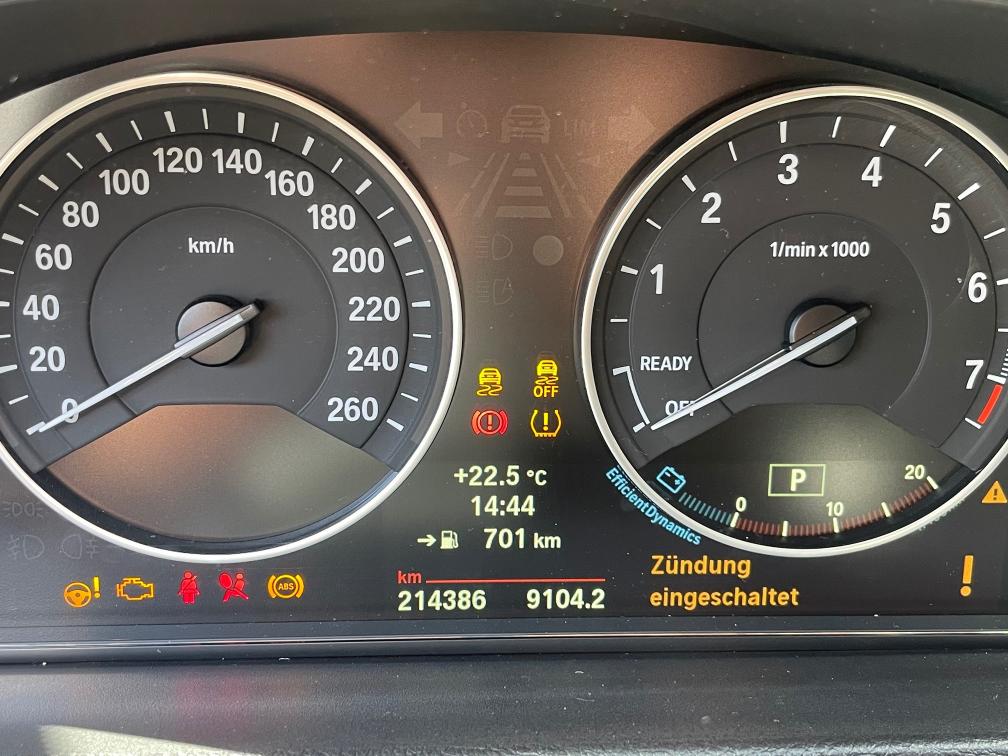 km/h
0
20
40
60
80
100
120
140
160
180
200
220
240
260
LIM
OFF
ABS
+22.5 °C
14:44
701 km
km
214386 9104.2
1/min x 1000
OFF
READY
1
2
3
4
5
6
7
P
0
10
20
EfficientDynamics
Zündung
eingeschaltet
!